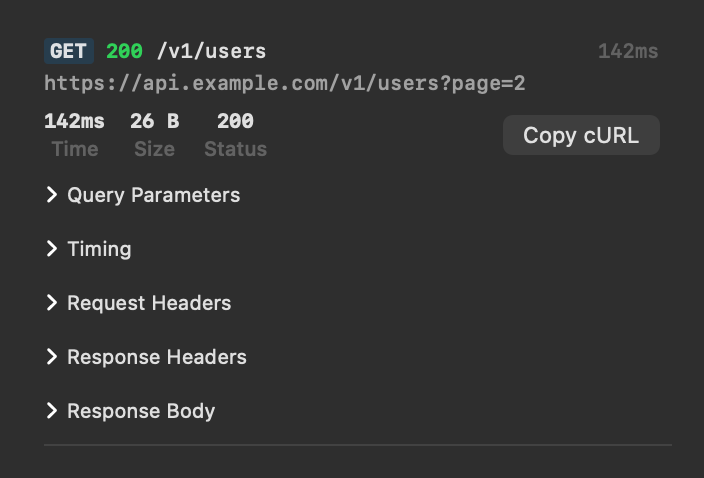 GET 200 /v1/users 142ms
https://api.example.com/v1/users?page=2
142ms 26 B 200
Time Size Status
Copy cURL
Query Parameters
Timing
Request Headers
Response Headers
Response Body